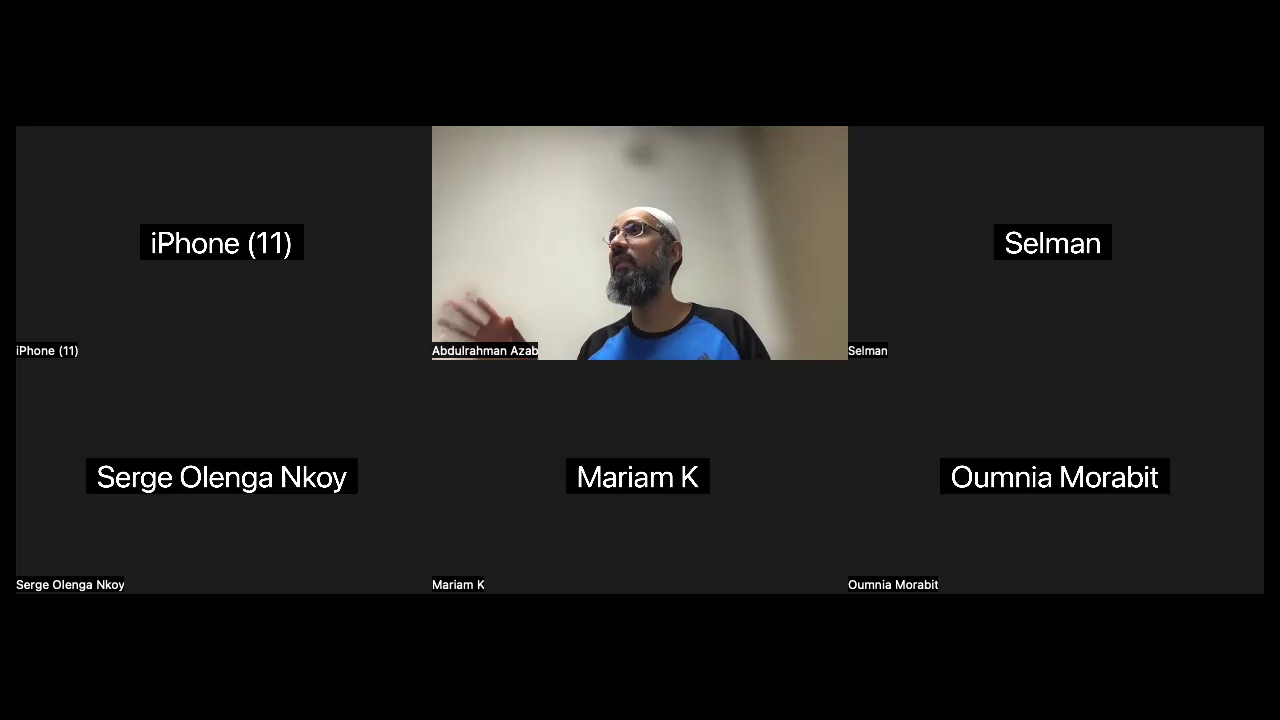 iPhone (11)
Selman
iPhone (11)
Abdulrahman Azab
Selman
Serge Olenga Nkoy
Mariam K
Oumnia Morabit
Serge Olenga Nkoy
Mariam K
Oumnia Morabit